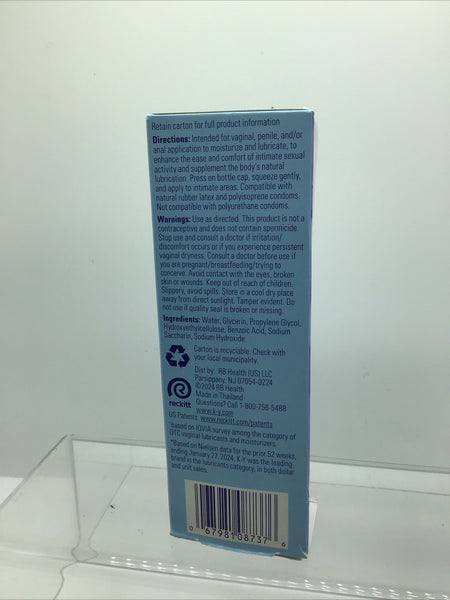 Retain carton for full product information
Directions: Intended for vaginal, penile, and/or
anal application to moisturize and lubricate, to
enhance the ease and comfort of intimate sexual
activity and supplement the body's natural
lubrication. Press on bottle cap, squeeze gently,
and apply to intimate areas. Compatible with
natural rubber latex and polyisoprene condoms.
Not compatible with polyurethane condoms.
Warnings: Use as directed. This product is not a
contraceptive and does not contain spermicide.
Stop use and consult a doctor if irritation/
discomfort occurs or if you experience persistent
vaginal dryness. Consult a doctor before use if
you are pregnant/breastfeeding/trying to
conceive. Avoid contact with the eyes, broken
skin or wounds. Keep out of reach of children.
Slippery, avoid spills. Store in a cool dry place
away from direct sunlight. Tamper evident. Do
not use if quality seal is broken or missing.
Ingredients: Water, Glycerin, Propylene Glycol,
Hydroxyethylcellulose, Benzoic Acid, Sodium
Saccharin, Sodium Hydroxide.
Carton is recyclable. Check with
your local municipality.
Dist by: RB Health (US) LLC
Parsippany, NJ 07054-0224
©2024 RB Health
Made in Thailand
Questions? Call 1-800-756-5488
www.k-y.com
reckitt
US Patents: www.reckitt.com/patents
†based on IQVIA survey among the category of
OTC vaginal lubricants and moisturizers.
*Based on Nielsen data for the prior 52 weeks,
ending January 27, 2024, K-Y was the leading
brand in the lubricants category, in both dollar
and unit sales.
0 67981 08737 6